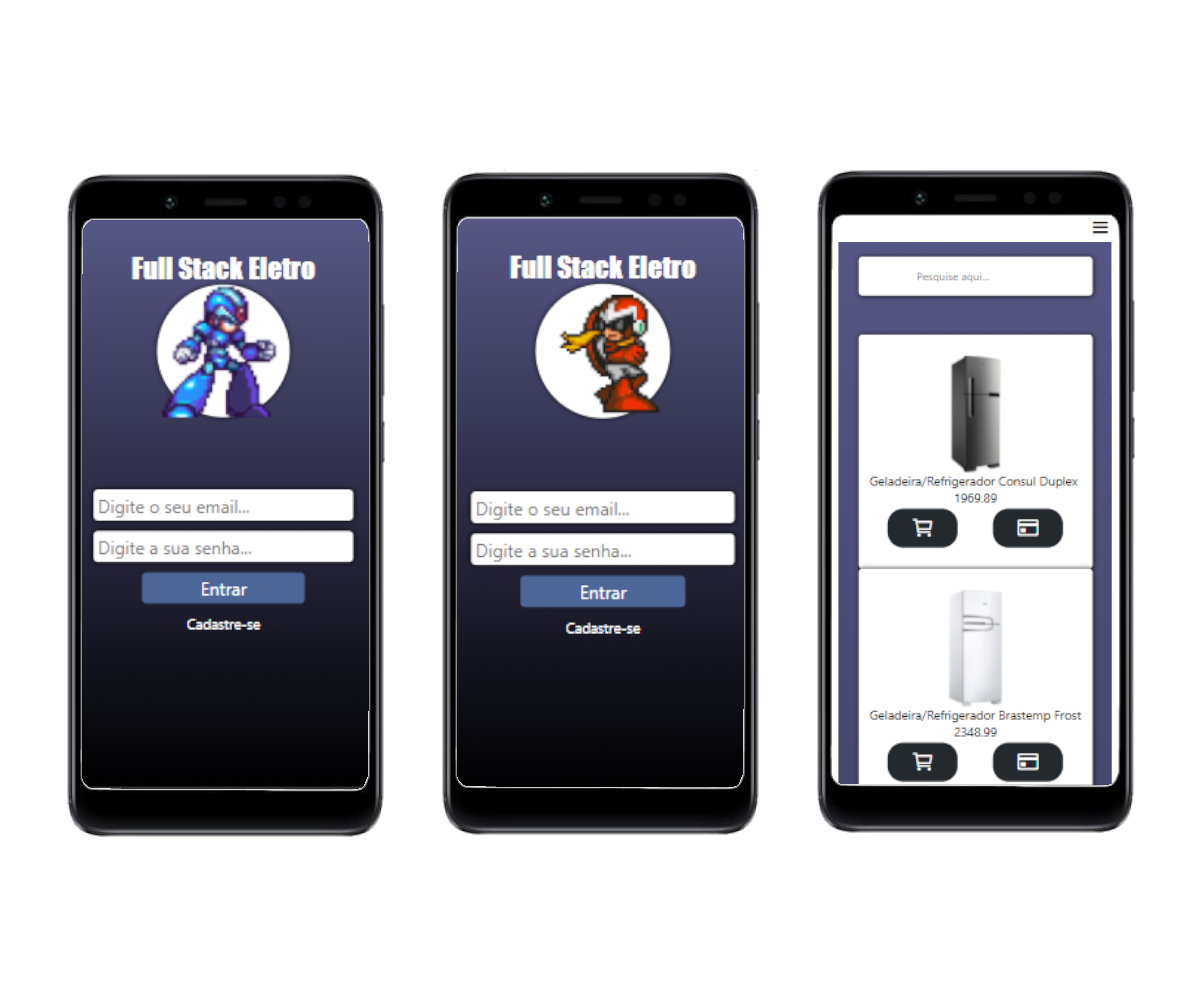 Full Stack Eletro
Digite o seu email...
Digite a sua senha...
Entrar
Cadastre-se
Full Stack Eletro
Digite o seu email...
Digite a sua senha...
Entrar
Cadastre-se
Pesquise aqui...
Geladeira/Refrigerador Consul Duplex
1969.89
Geladeira/Refrigerador Brastemp Frost
2348.99